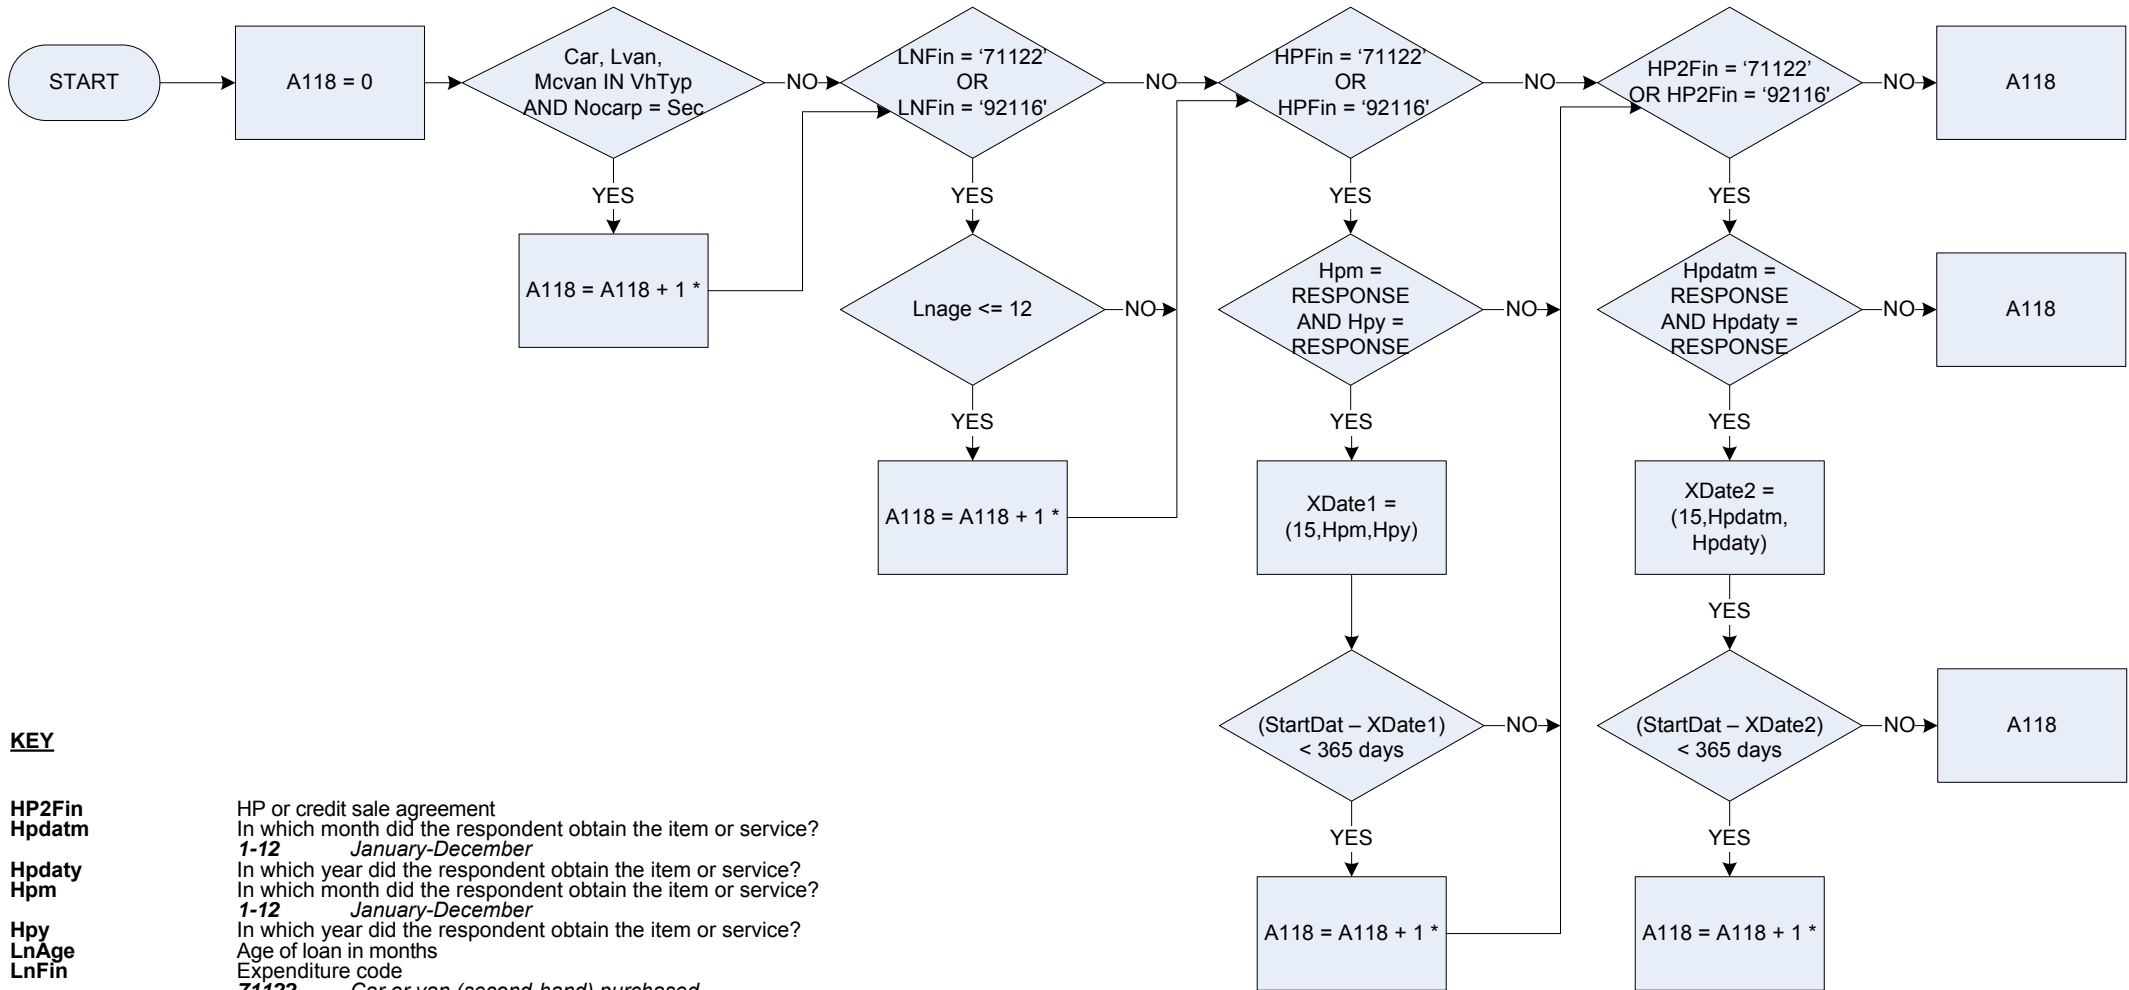 START
A118 = 0
Car, Lvan,
Mcvan IN VhTyp
AND Nocarp = Sec
NO
YES
A118 = A118 + 1 *
LNFin = ‘71122’
OR
LNFin = ‘92116'
NO
YES
Lnage <= 12
NO
YES
A118 = A118 + 1 *
HPFin = ‘71122’
OR
HPFin = ‘92116’
NO
YES
Hpm =
RESPONSE
AND Hpy =
RESPONSE
NO
YES
XDate1 =
(15,Hpm,Hpy)
(StartDat – XDate1)
< 365 days
NO
YES
A118 = A118 + 1 *
HP2Fin = ‘71122’
OR HP2Fin = ‘92116’
NO
A118
YES
Hpdatm =
RESPONSE
AND Hpdaty =
RESPONSE
NO
A118
YES
XDate2 =
(15,Hpdatm,
Hpdaty)
YES
(StartDat – XDate2)
< 365 days
NO
A118
YES
A118 = A118 + 1 *
KEY
HP2Fin HP or credit sale agreement
Hpdatm In which month did the respondent obtain the item or service?
1-12 January-December
Hpdaty In which year did the respondent obtain the item or service?
Hpm In which month did the respondent obtain the item or service?
1-12 January-December
Hpy In which year did the respondent obtain the item or service?
LnAge Age of loan in months
LnFin Expenditure code
71122 Car or van (second-hand) purchased